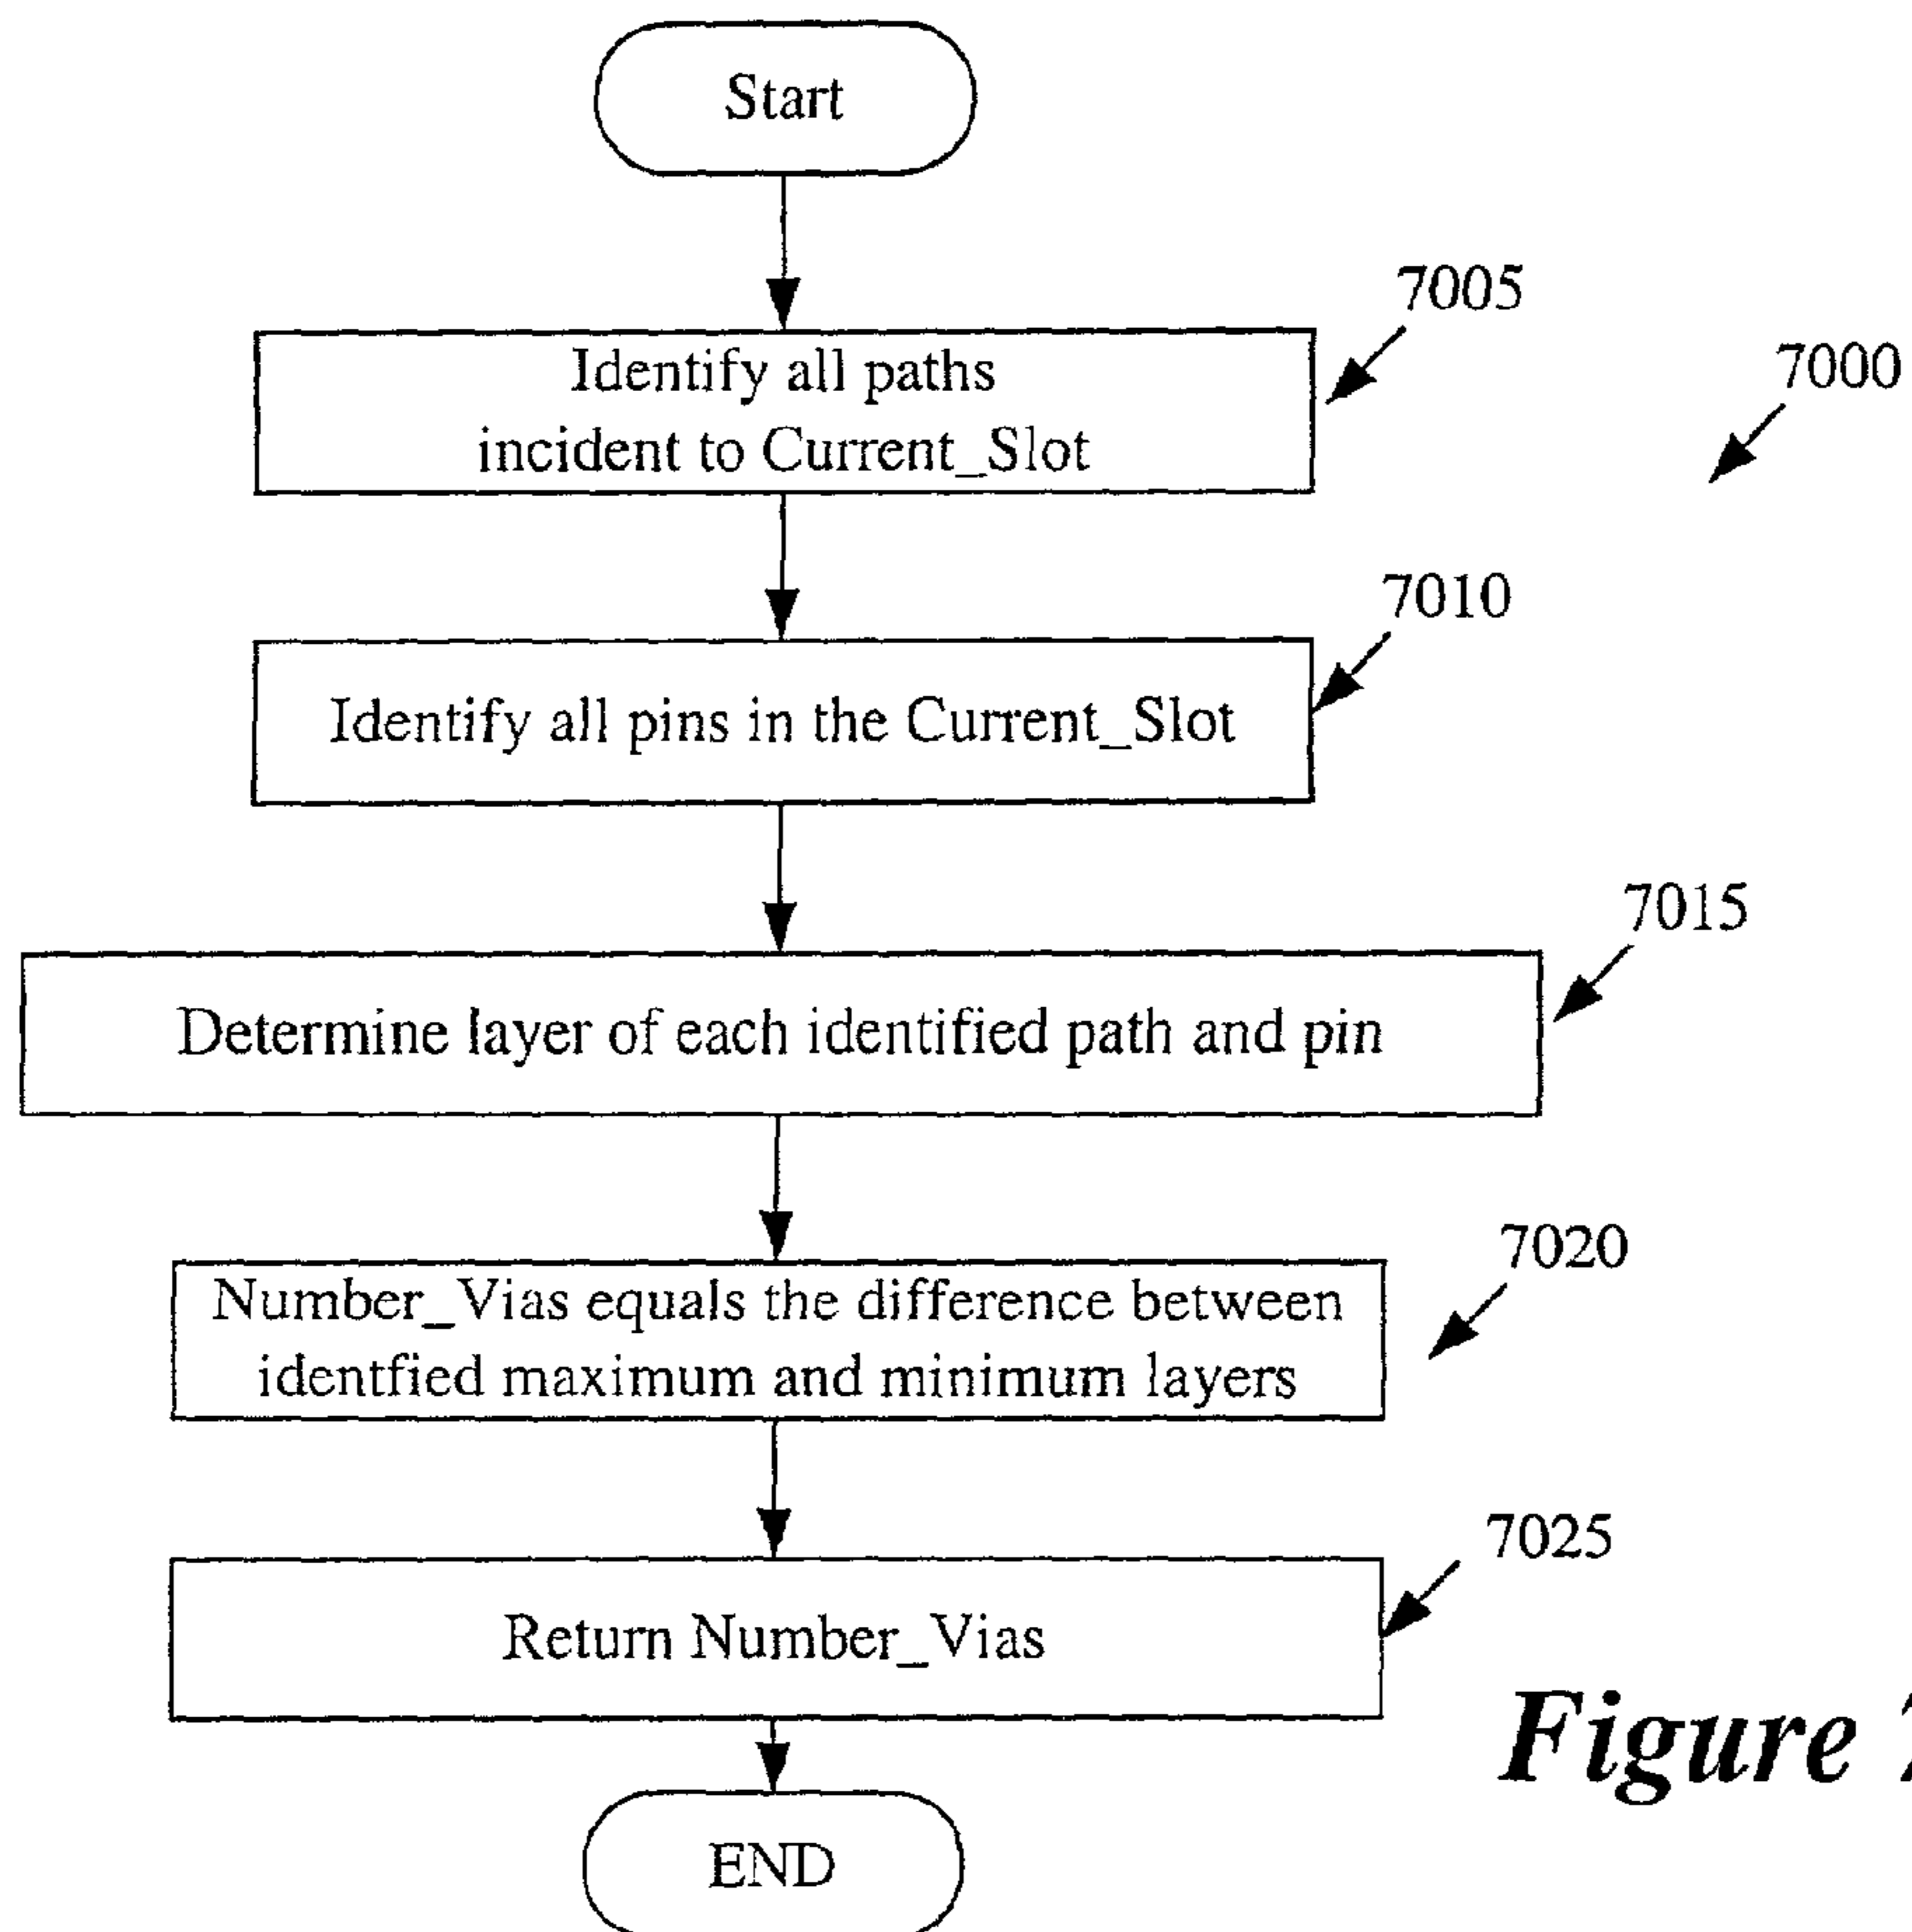 Start
7005
Identify all paths
incident to Current_Slot
7000
7010
Identify all pins in the Current_Slot
7015
Determine layer of each identified path and pin
7020
Number_Vias equals the difference between
identfied maximum and minimum layers
7025
Return Number_Vias
Figure
END